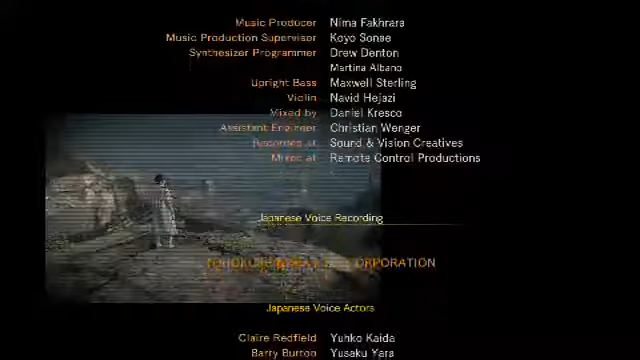 Music Producer Nima Fakhrara
Music Production Supervisor Koyo Sonae
Synthesizer Programmer Drew Denton
Martina Albano
Upright Bass Maxwell Sterling
Violin Navid Hejazi
Mixed by Daniel Kresco
Assistant Engineer Christian Wenger
Recorded at Sound & Vision Creatives
Mixed at Remote Control Productions
Japanese Voice Recording
CORPORATION
Japanese Voice Actors
Claire Redfield Yuhko Kaida
Barry Burton Yusaku Yara